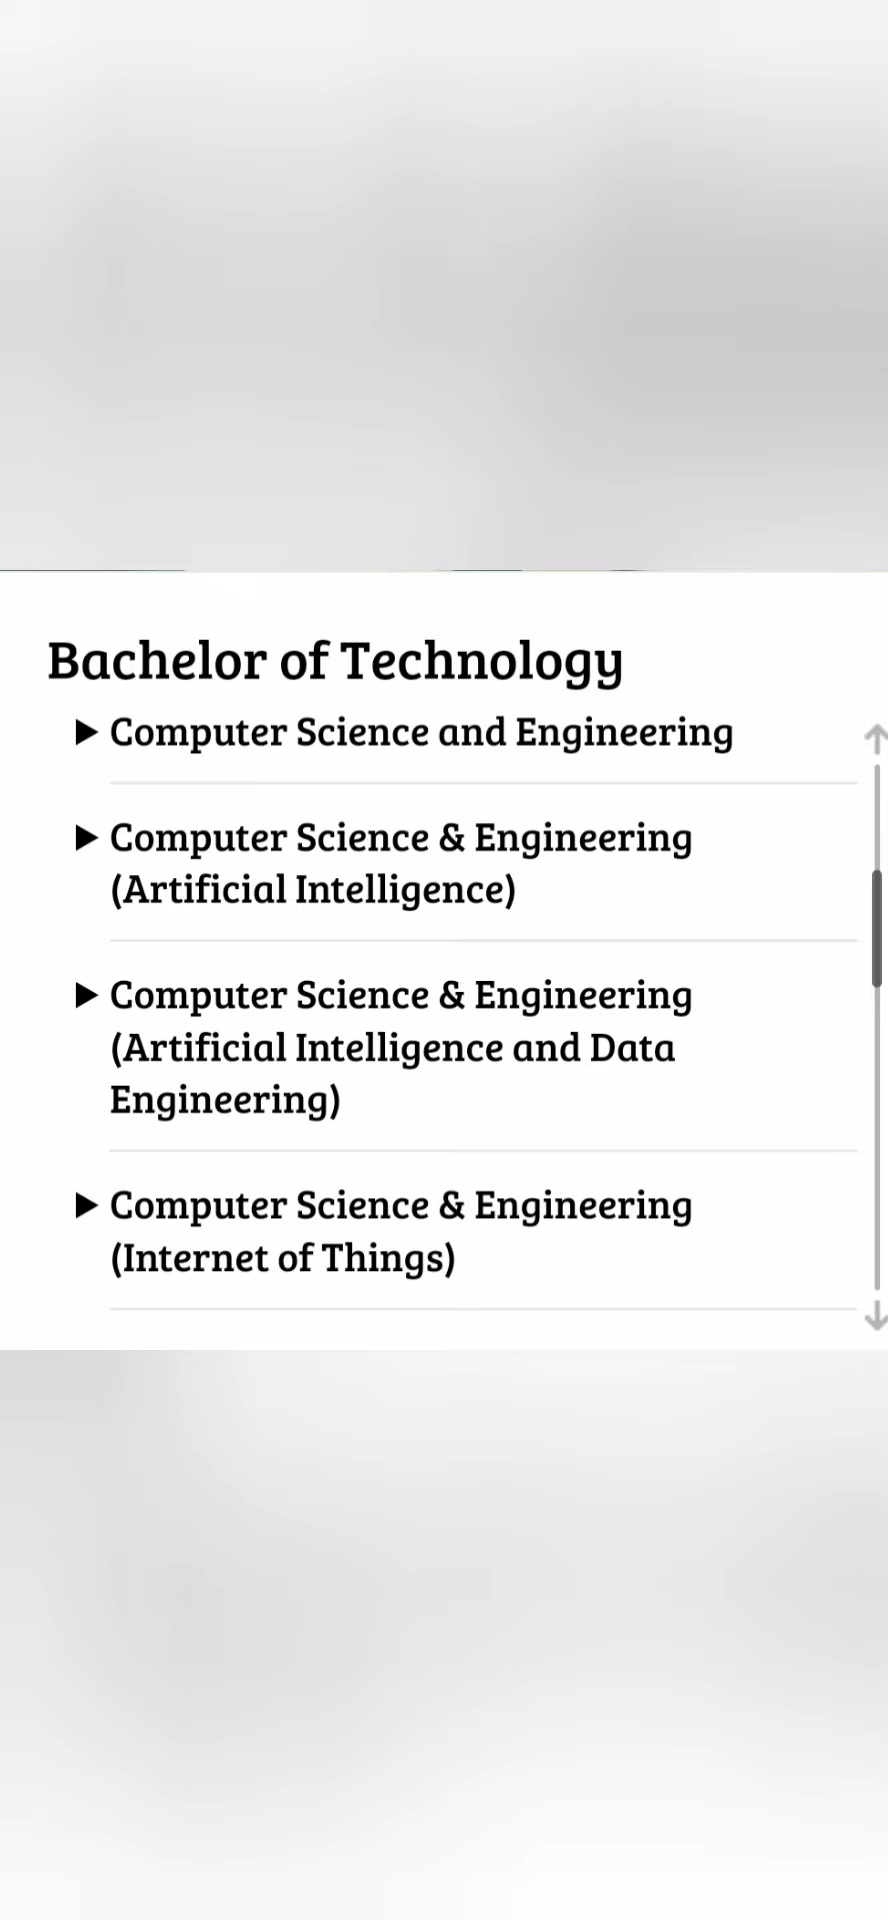 Bachelor of Technology
▶ Computer Science and Engineering
▶ Computer Science & Engineering
(Artificial Intelligence)
▶ Computer Science & Engineering
(Artificial Intelligence and Data
Engineering)
▶ Computer Science & Engineering
(Internet of Things)